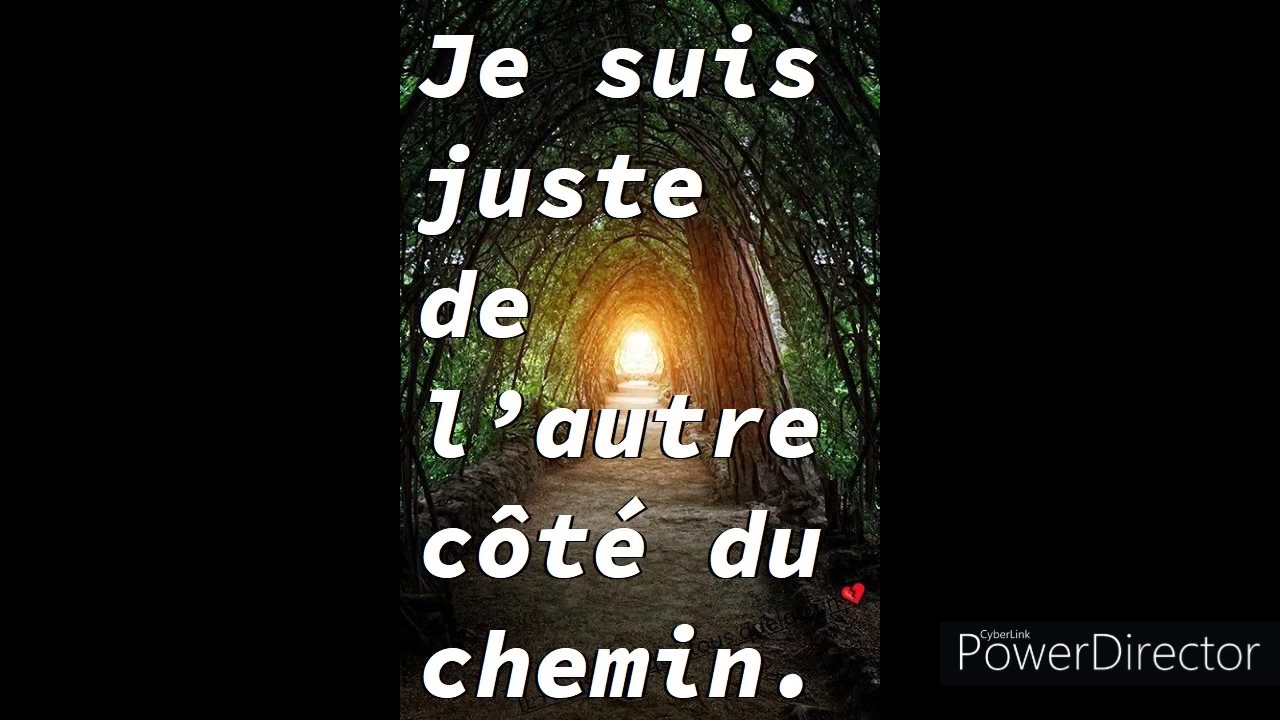 Je suis
juste
de
l’autre
côté du
chemin.
CyberLink
PowerDirector